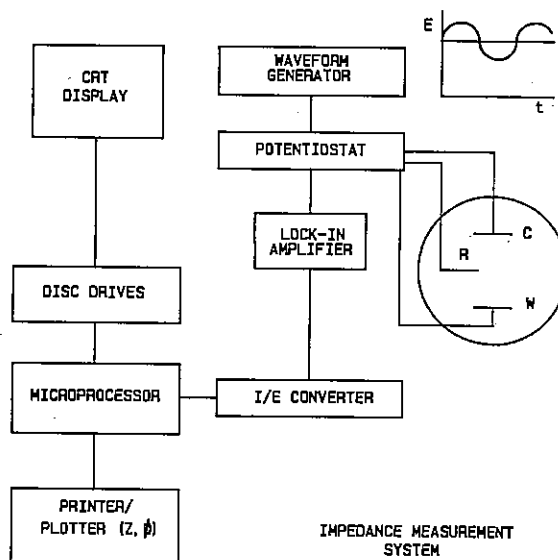 CRT
DISPLAY
WAVEFORM
GENERATOR
E
t
POTENTIOSTAT
LOCK-IN
AMPLIFIER
C
R
W
DISC DRIVES
MICROPROCESSOR
I/E CONVERTER
PRINTER/
PLOTTER (Z, ϕ)
IMPEDANCE MEASUREMENT
SYSTEM